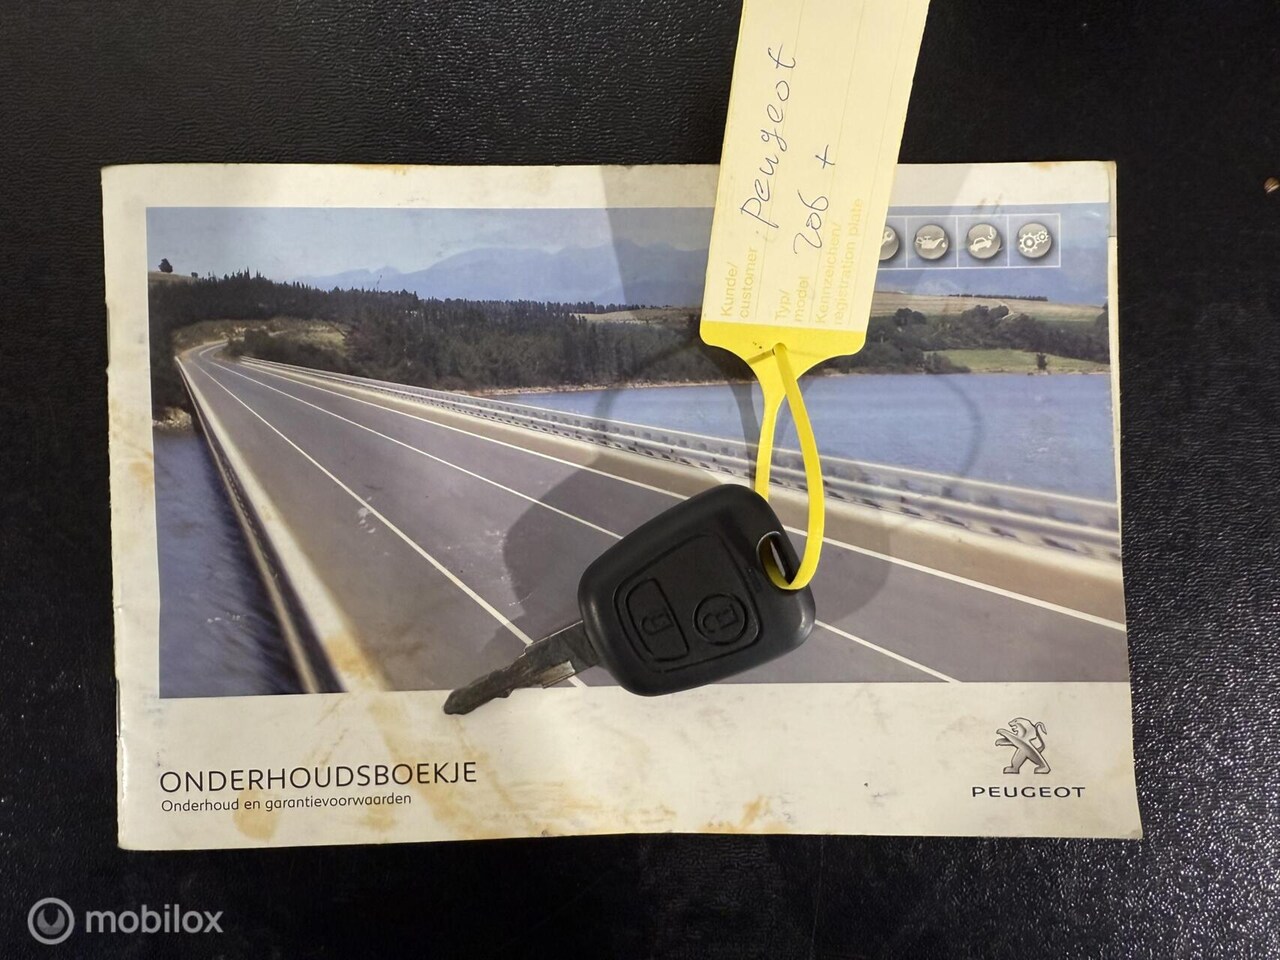 Kunde/
customer
Peugeot
Typ/
model
206 +
Kennzeichen/
registration plate
ONDERHOUDSBOEKJE
Onderhoud en garantievoorwaarden
PEUGEOT
mobilox